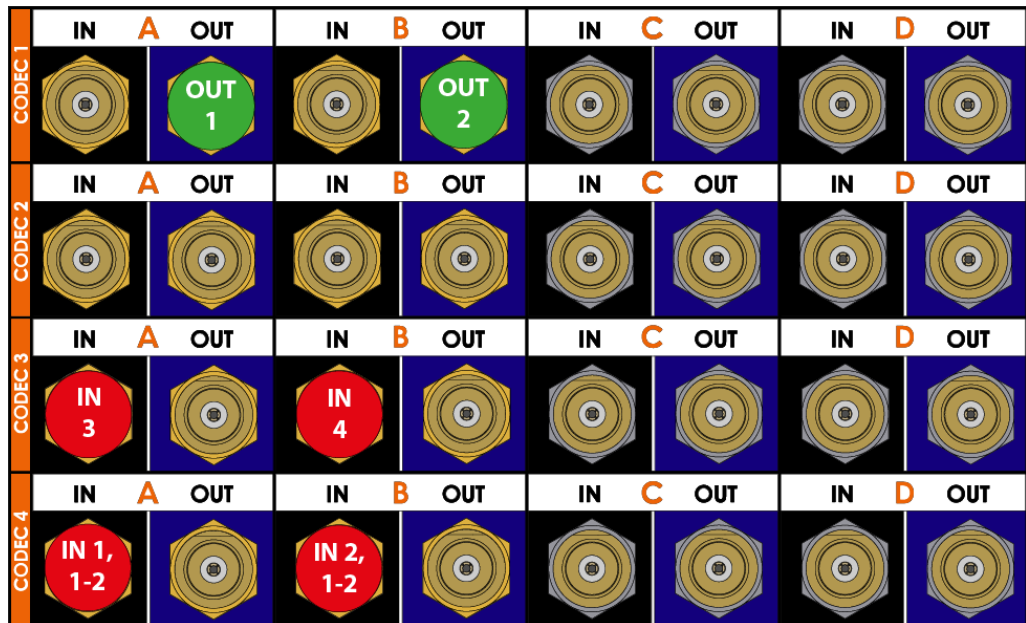 CODEC 1
IN A OUT IN B OUT IN C OUT IN D OUT
OUT
1
OUT
2
CODEC 2
IN A OUT IN B OUT IN C OUT IN D OUT
CODEC 3
IN A OUT IN B OUT IN C OUT IN D OUT
IN
3
IN
4
CODEC 4
IN A OUT IN B OUT IN C OUT IN D OUT
IN 1,
1-2
IN 2,
1-2